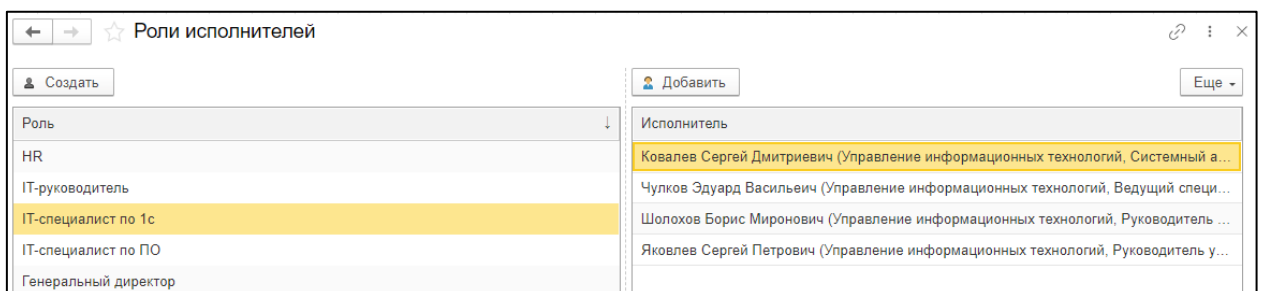 Роли исполнителей
Создать
Роль
HR
IT-руководитель
IT-специалист по 1с
IT-специалист по ПО
Генеральный директор
Добавить
Еще
Исполнитель
Ковалев Сергей Дмитриевич (Управление информационных технологий, Системный а...
Чулков Эдуард Васильевич (Управление информационных технологий, Ведущий специ...
Шолохов Борис Миронович (Управление информационных технологий, Руководитель ...
Яковлев Сергей Петрович (Управление информационных технологий, Руководитель у...